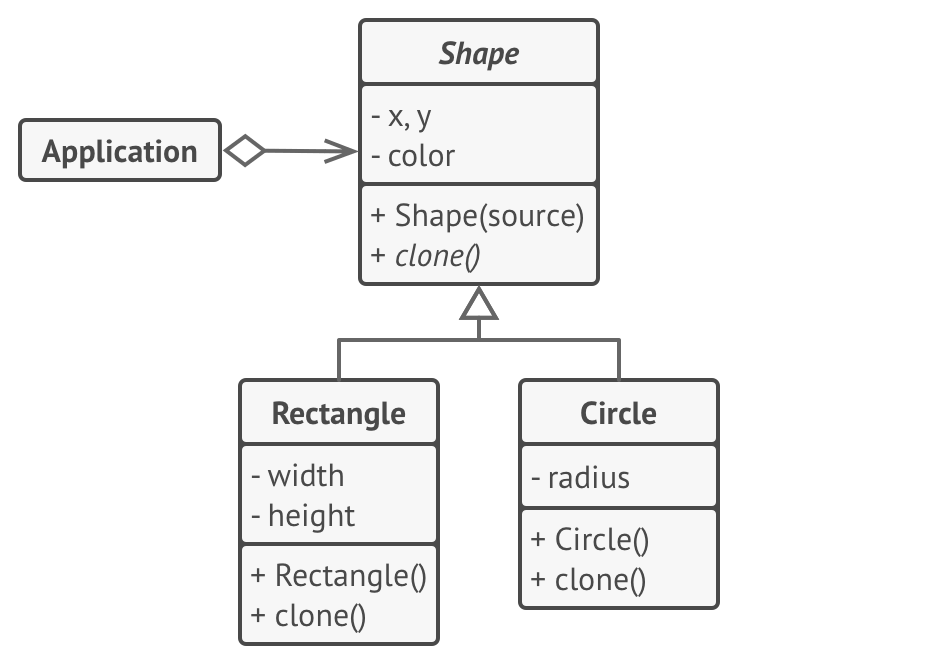 Shape
- x, y
- color
+ Shape(source)
+ clone()
Application
Rectangle
- width
- height
+ Rectangle()
+ clone()
Circle
- radius
+ Circle()
+ clone()